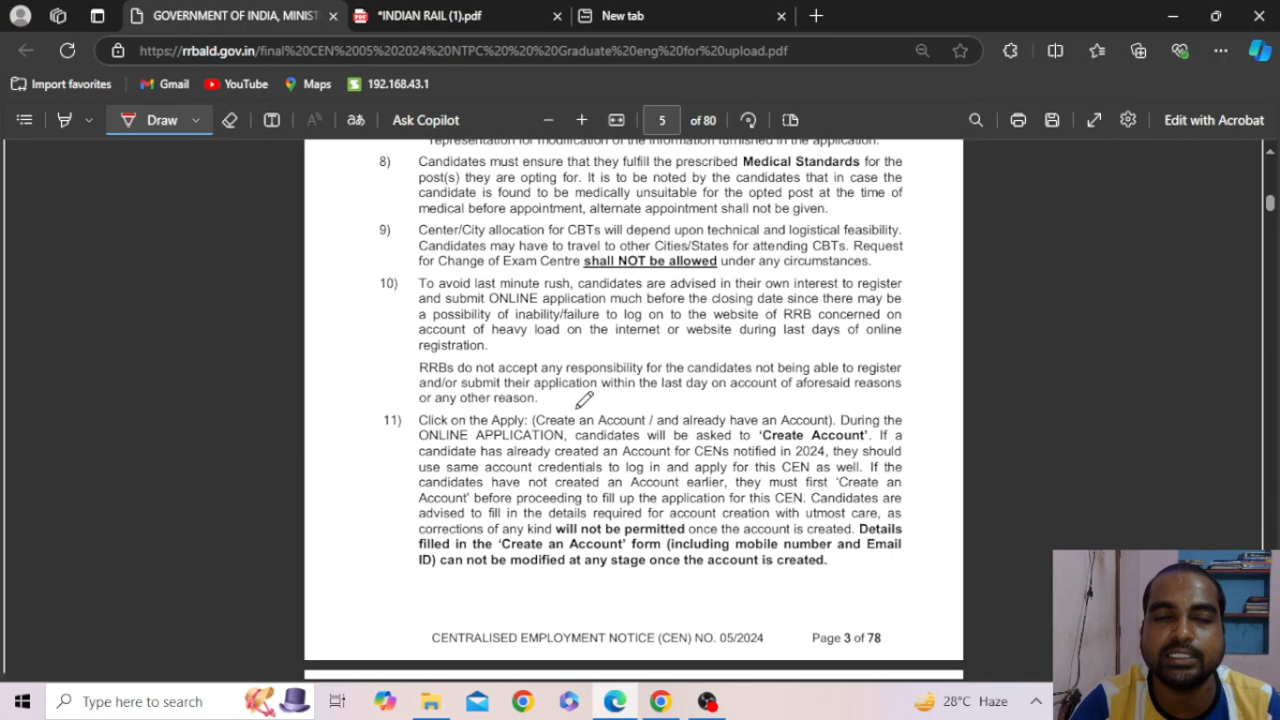 GOVERNMENT OF INDIA, MINIST
*INDIAN RAIL (1).pdf
New tab
https://rrbald.gov.in/final%20CEN%2005%202024%20NTPC%20%20%20Graduate%20eng%20for%20upload.pdf
Import favorites
Gmail
YouTube
Maps
192.168.43.1
Draw
aあ
Ask Copilot
5 of 80
Edit with Acrobat
representation for modification of the information furnished in the application.
8) Candidates must ensure that they fulfill the prescribed Medical Standards for the
post(s) they are opting for. It is to be noted by the candidates that in case the
candidate is found to be medically unsuitable for the opted post at the time of
medical before appointment, alternate appointment shall not be given.
9) Center/City allocation for CBTs will depend upon technical and logistical feasibility.
Candidates may have to travel to other Cities/States for attending CBTs. Request
for Change of Exam Centre shall NOT be allowed under any circumstances.
10) To avoid last minute rush, candidates are advised in their own interest to register
and submit ONLINE application much before the closing date since there may be
a possibility of inability/failure to log on to the website of RRB concerned on
account of heavy load on the internet or website during last days of online
registration.
RRBs do not accept any responsibility for the candidates not being able to register
and/or submit their application within the last day on account of aforesaid reasons
or any other reason.
11) Click on the Apply: (Create an Account / and already have an Account). During the
ONLINE APPLICATION, candidates will be asked to ‘Create Account’. If a
candidate has already created an Account for CENs notified in 2024, they should
use same account credentials to log in and apply for this CEN as well. If the
candidates have not created an Account earlier, they must first ‘Create an
Account’ before proceeding to fill up the application for this CEN. Candidates are
advised to fill in the details required for account creation with utmost care, as
corrections of any kind will not be permitted once the account is created. Details
filled in the ‘Create an Account’ form (including mobile number and Email
ID) can not be modified at any stage once the account is created.
CENTRALISED EMPLOYMENT NOTICE (CEN) NO. 05/2024 Page 3 of 78
Type here to search
28°C Haze